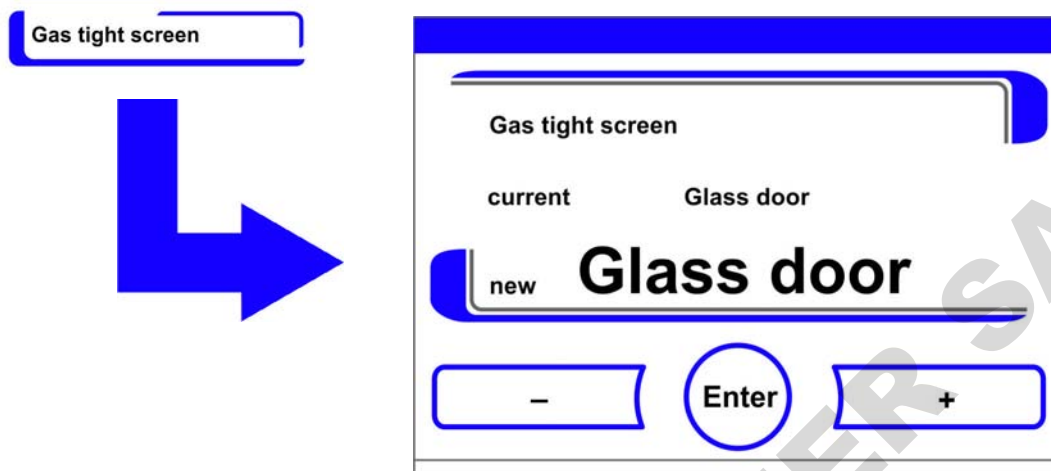 Gas tight screen
Gas tight screen
current Glass door
new Glass door
– Enter +